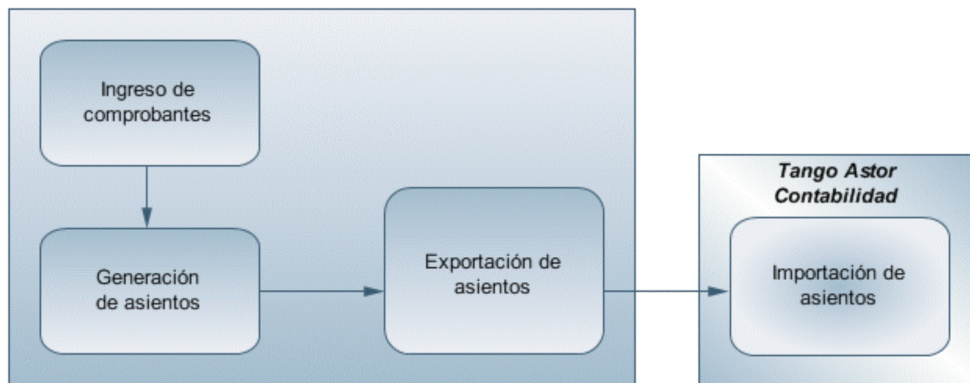 Ingreso de
comprobantes
Generación
de asientos
Exportación de
asientos
Tango Astor
Contabilidad
Importación de
asientos